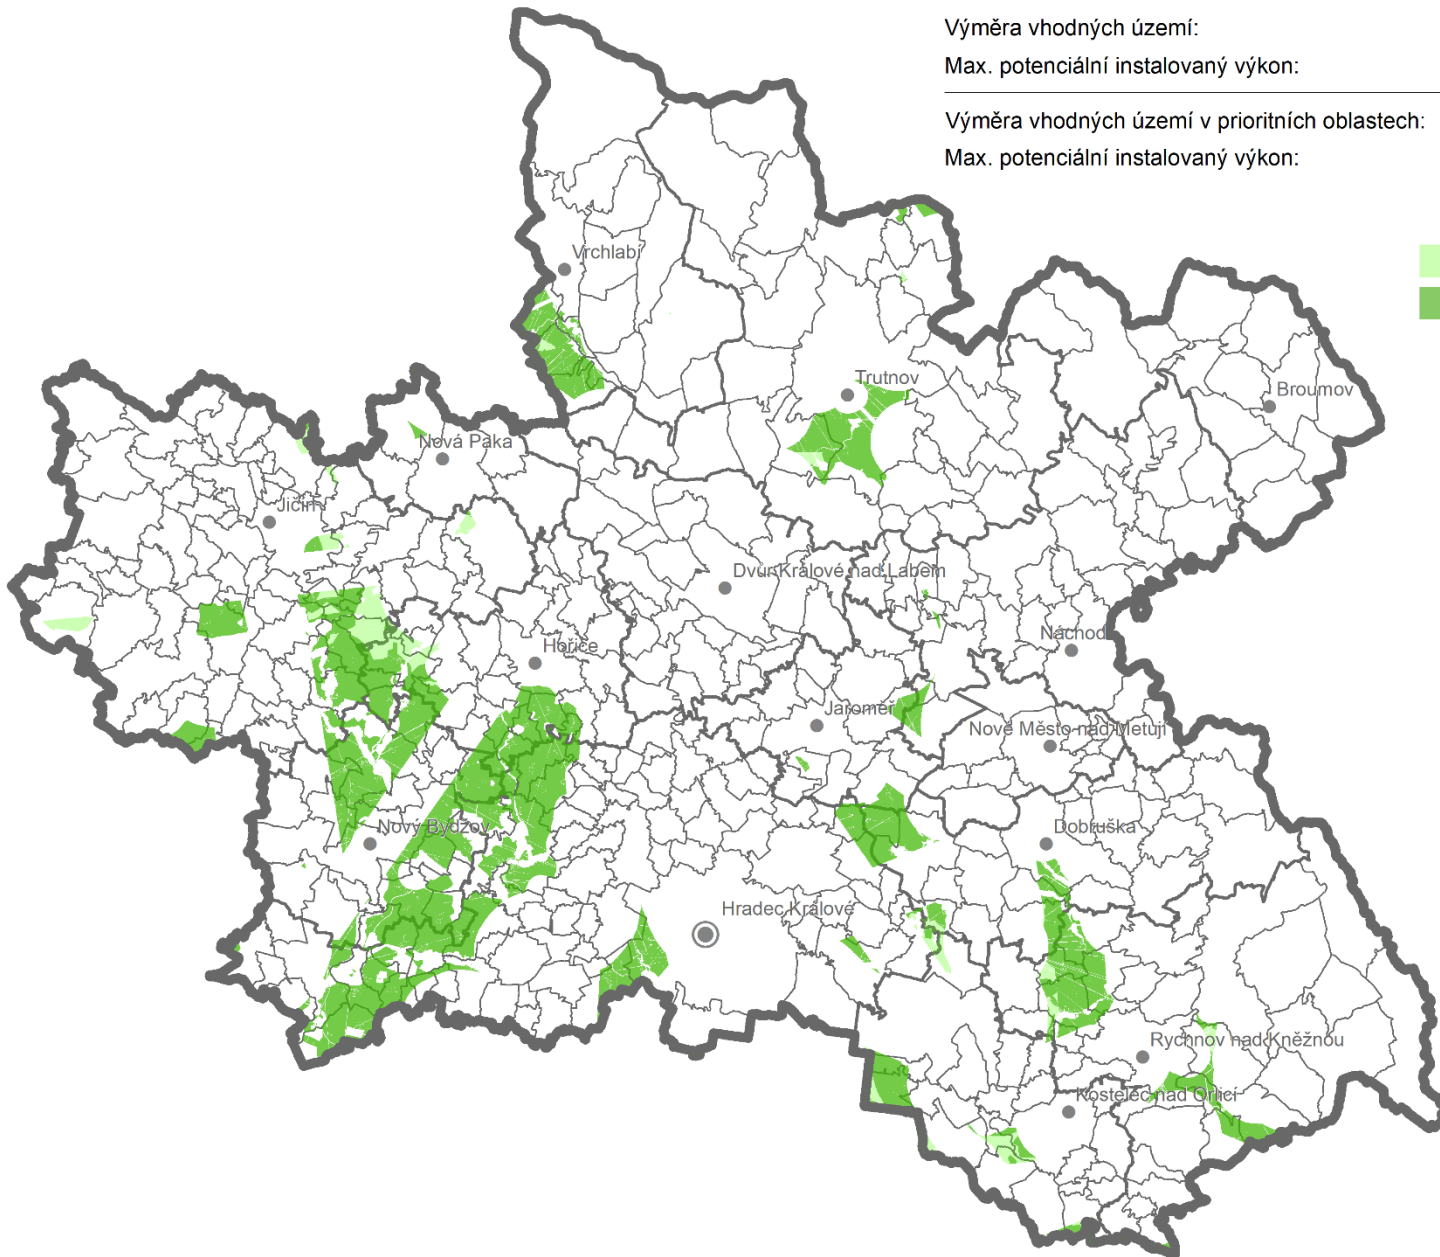 Výměra vhodných území:
Max. potenciální instalovaný výkon:
Výměra vhodných území v prioritních oblastech:
Max. potenciální instalovaný výkon:
Vrchlabí
Trutnov
Broumov
Nová Paka
Jičín
Dvůr Králové nad Labem
Náchod
Hořice
Jaroměř
Nové Město nad Metují
Nový Bydžov
Dobruška
Hradec Králové
Rychnov nad Kněžnou
Kostelec nad Orlicí